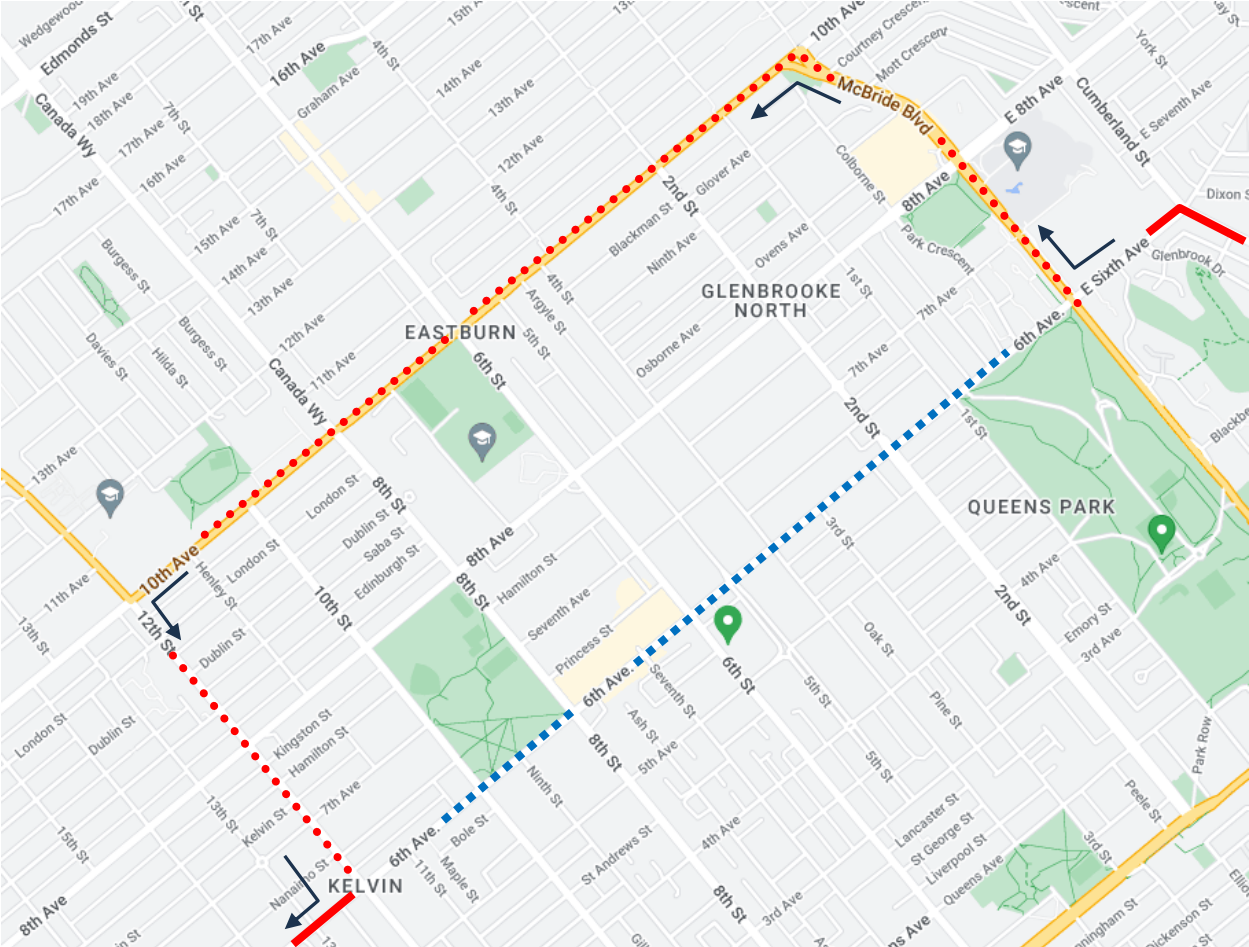 Wedgewood
Edmonds St
17th Ave
16th Ave
4th St
15th Ave
13th
10th Ave
Courtney Crescent
Mott Crescent
York St
Cumberland St
E Seventh Ave
E 8th Ave
McBride Blvd
Canada Wy
19th Ave
18th Ave
17th Ave
16th Ave
7th St
Graham Ave
14th Ave
13th Ave
12th Ave
17th Ave
15th Ave
7th St
14th Ave
13th Ave
4th St
2nd St
Glover Ave
Colborne St
8th Ave
Dixon S
Blackman St
Ninth Ave
Ovens Ave
Park Crescent
E Sixth Ave
Glenbrook Dr
Burgess St
12th Ave
11th Ave
4th St
Argyle St
5th St
1st St
7th Ave
GLENBROOKE
NORTH
Osborne Ave
6th Ave.
EASTBURN
6th St
Davies St
Hilda St
Burgess St
Canada Wy
7th Ave
2nd St
1st St
Blackbe
13th Ave
London St
8th St
Dublin St
Saba St
Edinburgh St
8th Ave
QUEENS PARK
3rd St
10th Ave
London St
Henley St
10th St
11th Ave
12th St
13th St
Dublin St
8th St
Hamilton St
Seventh Ave
Princess St
4th Ave
2nd St
Emory St
3rd Ave
Oak St
6th St
5th St
Pine St
6th Ave.
Seventh St
Ash St
5th Ave
8th St
London St
Dublin St
Kingston St
Hamilton St
7th Ave
Ninth St
5th St
Park Row
Peele St
13th St
Kelvin St
15th St
6th Ave.
Bole St
Maple St
11th St
St Andrews St
4th Ave
Lancaster St
St George St
Liverpool St
Queens Ave
3rd St
Nanaimo St
KELVIN
8th Ave
8th St
3rd Ave